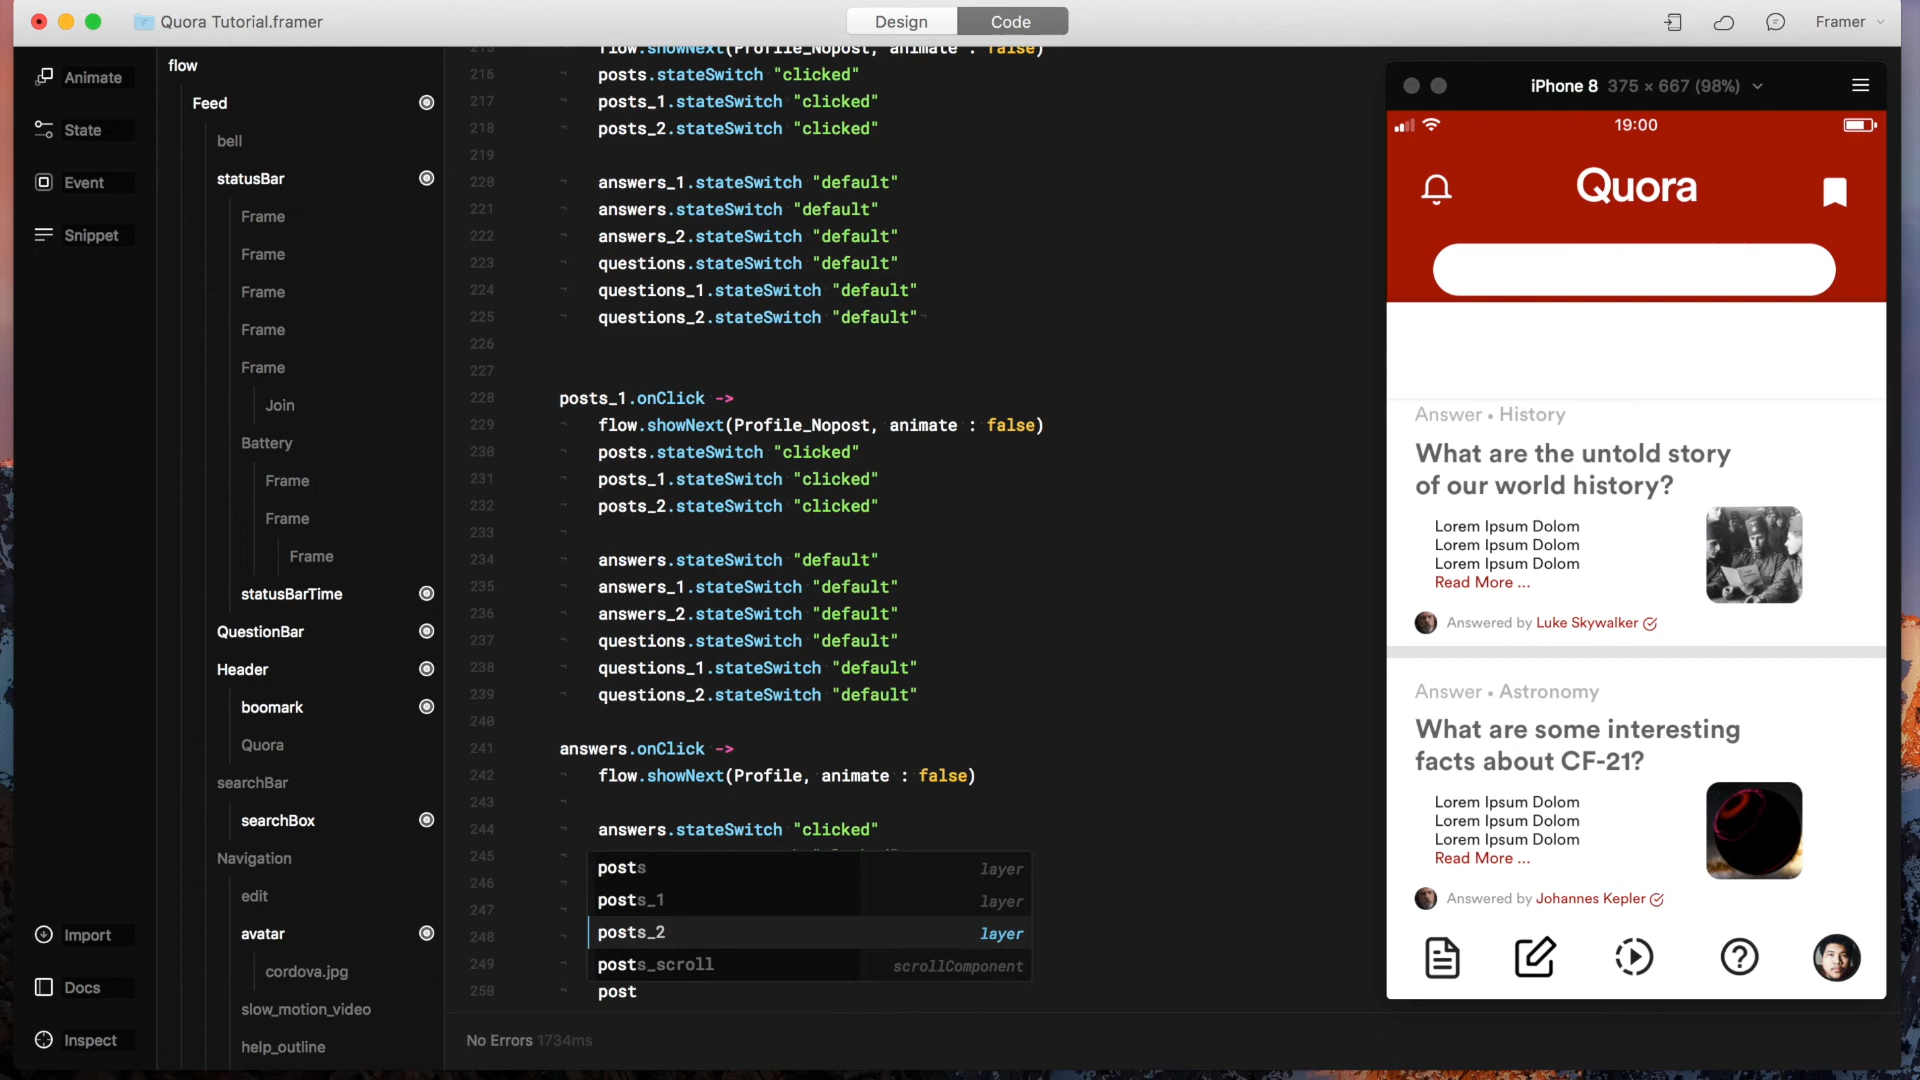 Quora Tutorial.framer
Design
Code
Framer
Animate
State
Event
Snippet
Import
Docs
Inspect
flow
Feed
bell
statusBar
Frame
Frame
Frame
Frame
Frame
Join
Battery
Frame
Frame
Frame
statusBarTime
QuestionBar
Header
boomark
Quora
searchBar
searchBox
Navigation
edit
avatar
cordova.jpg
slow_motion_video
help_outline
215 flow.showNext(Profile_Nopost, animate : false)
216 posts.stateSwitch "clicked"
217 posts_1.stateSwitch "clicked"
218 posts_2.stateSwitch "clicked"
219
220 answers_1.stateSwitch "default"
221 answers.stateSwitch "default"
222 answers_2.stateSwitch "default"
223 questions.stateSwitch "default"
224 questions_1.stateSwitch "default"
225 questions_2.stateSwitch "default"
226
227
228 posts_1.onClick ->
229 flow.showNext(Profile_Nopost, animate : false)
230 posts.stateSwitch "clicked"
231 posts_1.stateSwitch "clicked"
232 posts_2.stateSwitch "clicked"
233
234 answers.stateSwitch "default"
235 answers_1.stateSwitch "default"
236 answers_2.stateSwitch "default"
237 questions.stateSwitch "default"
238 questions_1.stateSwitch "default"
239 questions_2.stateSwitch "default"
240
241 answers.onClick ->
242 flow.showNext(Profile, animate : false)
243
244 answers.stateSwitch "clicked"
245
246
247
248
249
250 post
posts layer
posts_1 layer
posts_2 layer
posts_scroll scrollComponent
No Errors 1734ms
iPhone 8 375 × 667 (98%)
19:00
Quora
Answer • History
What are the untold story
of our world history?
Lorem Ipsum Dolom
Lorem Ipsum Dolom
Lorem Ipsum Dolom
Read More ...
Answered by Luke Skywalker
Answer • Astronomy
What are some interesting
facts about CF-21?
Lorem Ipsum Dolom
Lorem Ipsum Dolom
Lorem Ipsum Dolom
Read More ...
Answered by Johannes Kepler